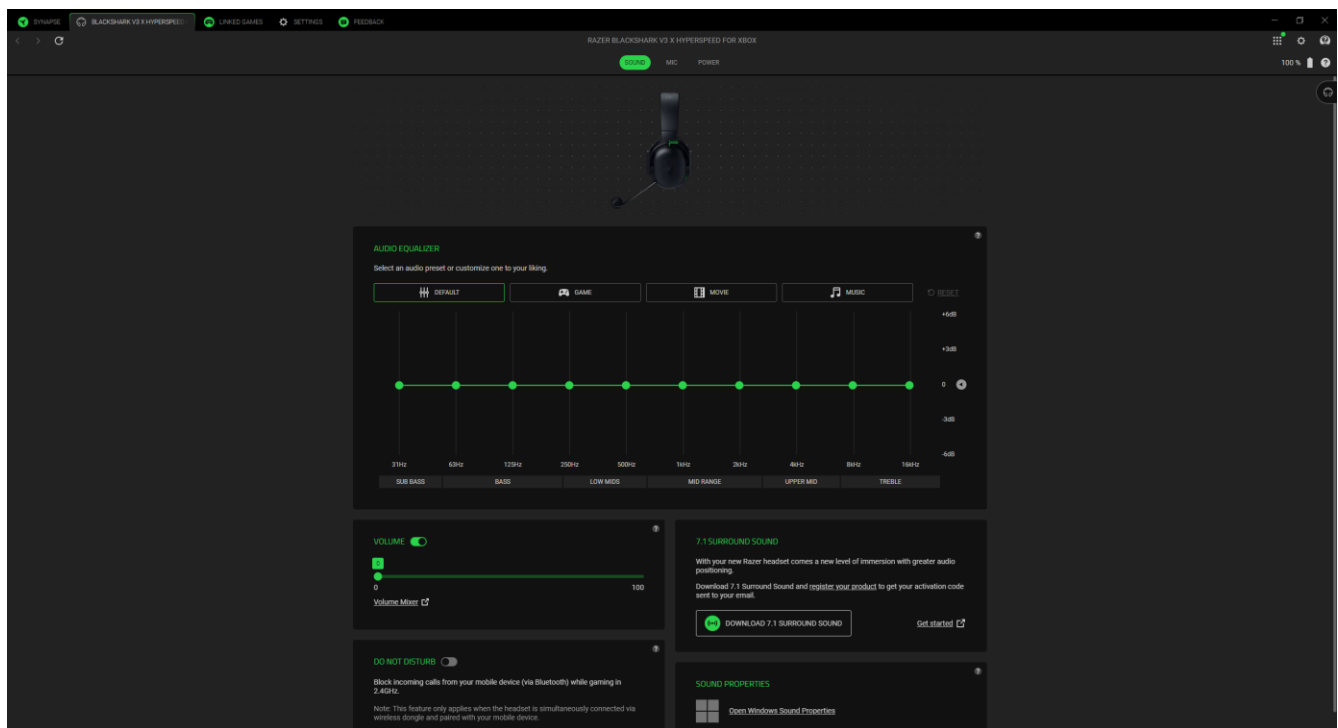 SYNAPSE
BLACKSHARK V3 X HYPERSPEED
LINKED GAMES
SETTINGS
FEEDBACK
RAZER BLACKSHARK V3 X HYPERSPEED FOR XBOX
SOUND
MIC
POWER
100 %
AUDIO EQUALIZER
Select an audio preset or customize one to your liking.
DEFAULT
GAME
MOVIE
MUSIC
RESET
+6dB
+3dB
0
-3dB
-6dB
31Hz 63Hz 125Hz 250Hz 500Hz 1kHz 2kHz 4kHz 8kHz 16kHz
SUB BASS BASS LOW MIDS MID RANGE UPPER MID TREBLE
VOLUME
0
0 100
Volume Mixer
DO NOT DISTURB
Block incoming calls from your mobile device (via Bluetooth) while gaming in
2.4GHz.
Note: This feature only applies when the headset is simultaneously connected via
wireless dongle and paired with your mobile device.
7.1 SURROUND SOUND
With your new Razer headset comes a new level of immersion with greater audio
positioning.
Download 7.1 Surround Sound and register your product to get your activation code
sent to your email.
DOWNLOAD 7.1 SURROUND SOUND
Get started
SOUND PROPERTIES
Open Windows Sound Properties